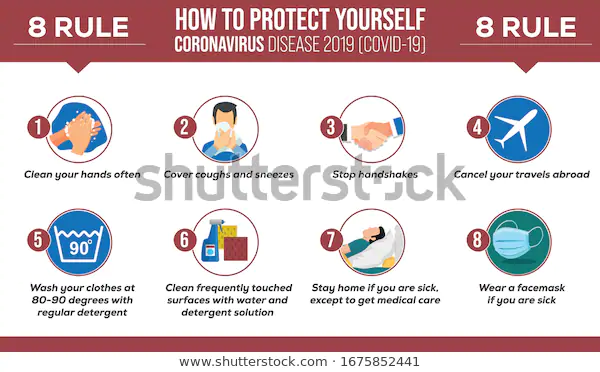 8 RULE
HOW TO PROTECT YOURSELF
CORONAVIRUS DISEASE 2019 (COVID-19)
8 RULE
1
2
3
4
Clean your hands often
Cover coughs and sneezes
Stop handshakes
Cancel your travels abroad
shutterstock
5
90°
6
7
8
Wash your clothes at
80-90 degrees with
regular detergent
Clean frequently touched
surfaces with water and
detergent solution
Stay home if you are sick,
except to get medical care
Wear a facemask
if you are sick
www.shutterstock.com · 1675852441